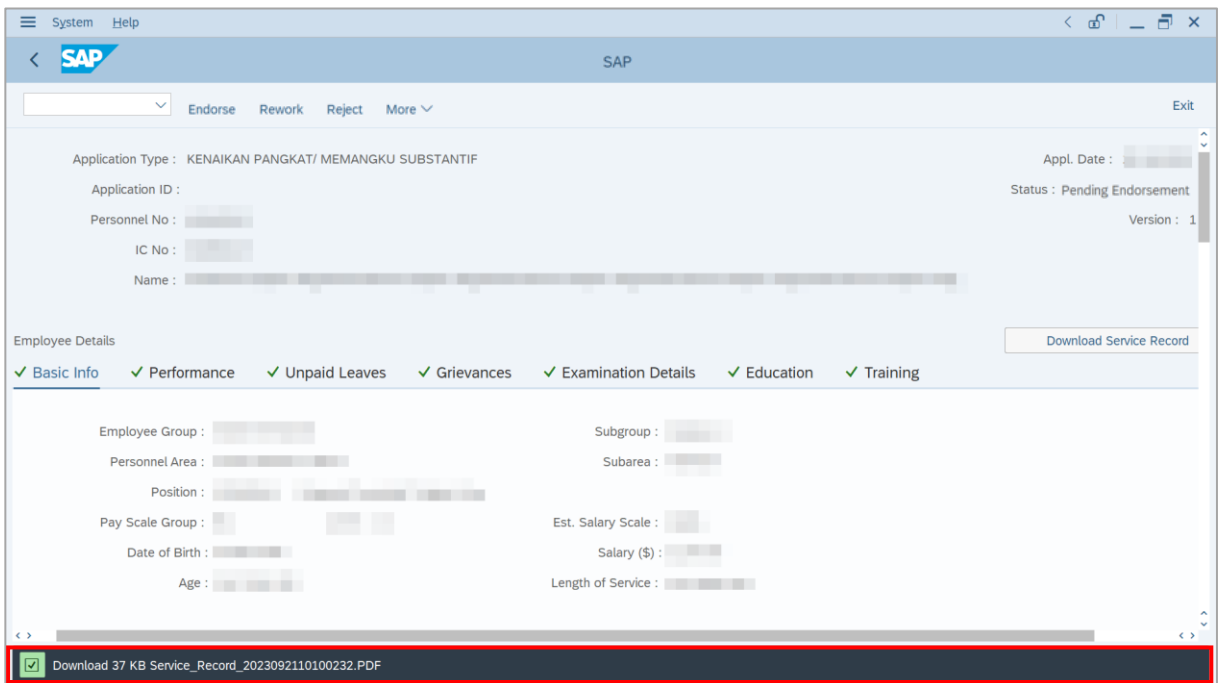 System Help
SAP
SAP
Endorse Rework Reject More Exit
Application Type : KENAIKAN PANGKAT/ MEMANGKU SUBSTANTIF Appl. Date :
Application ID : Status : Pending Endorsement
Personnel No : Version : 1
IC No :
Name :
Employee Details Download Service Record
Basic Info Performance Unpaid Leaves Grievances Examination Details Education Training
Employee Group : Subgroup :
Personnel Area : Subarea :
Position :
Pay Scale Group : Est. Salary Scale :
Date of Birth : Salary ($) :
Age : Length of Service :
Download 37 KB Service_Record_2023092110100232.PDF